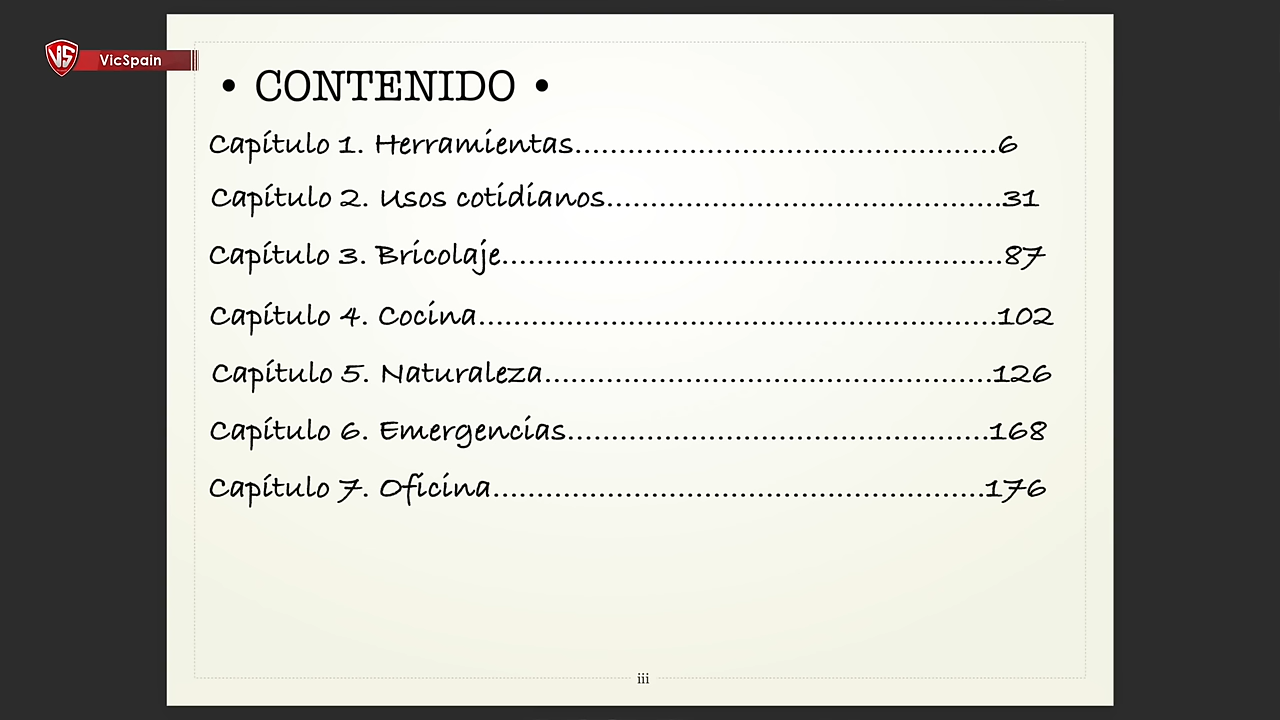 VS VicSpain
• CONTENIDO •
Capítulo 1. Herramientas................................................6
Capítulo 2. Usos cotidianos.............................................31
Capítulo 3. Bricolaje.........................................................87
Capítulo 4. Cocina...........................................................102
Capítulo 5. Naturaleza...................................................126
Capítulo 6. Emergencias................................................168
Capítulo 7. Oficina........................................................176
iii